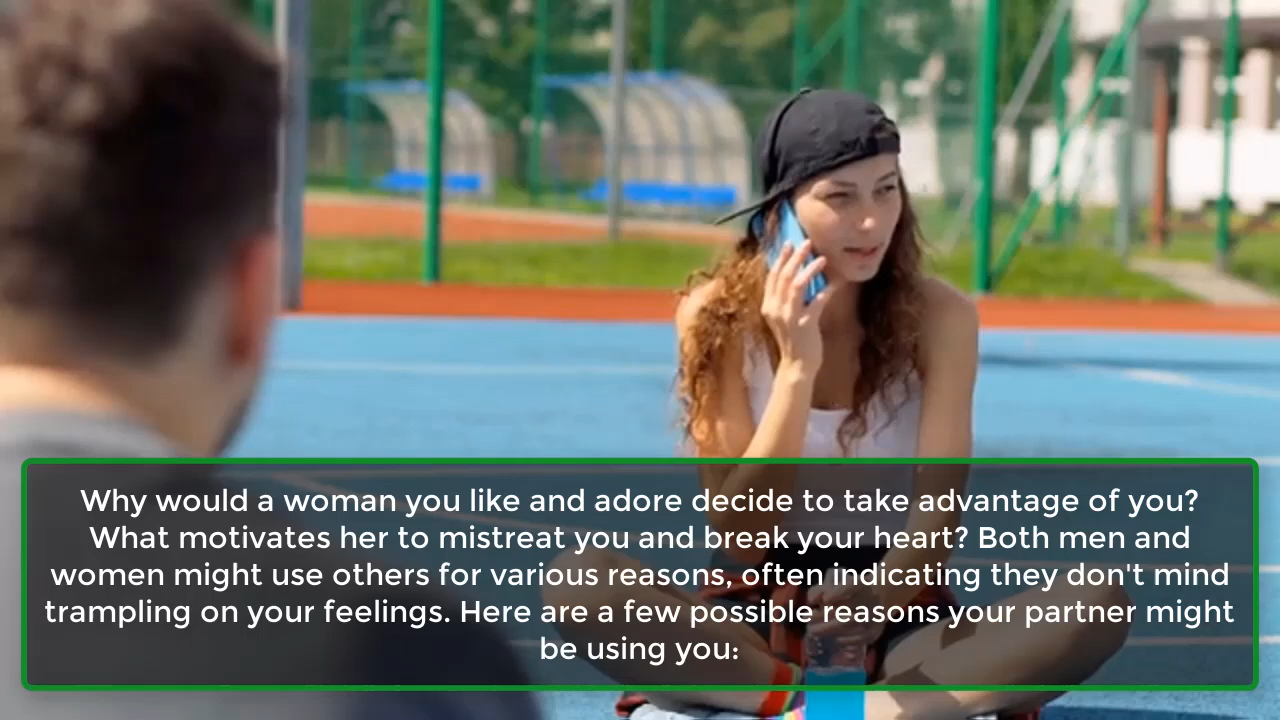 Why would a woman you like and adore decide to take advantage of you?
What motivates her to mistreat you and break your heart? Both men and
women might use others for various reasons, often indicating they don't mind
trampling on your feelings. Here are a few possible reasons your partner might
be using you: